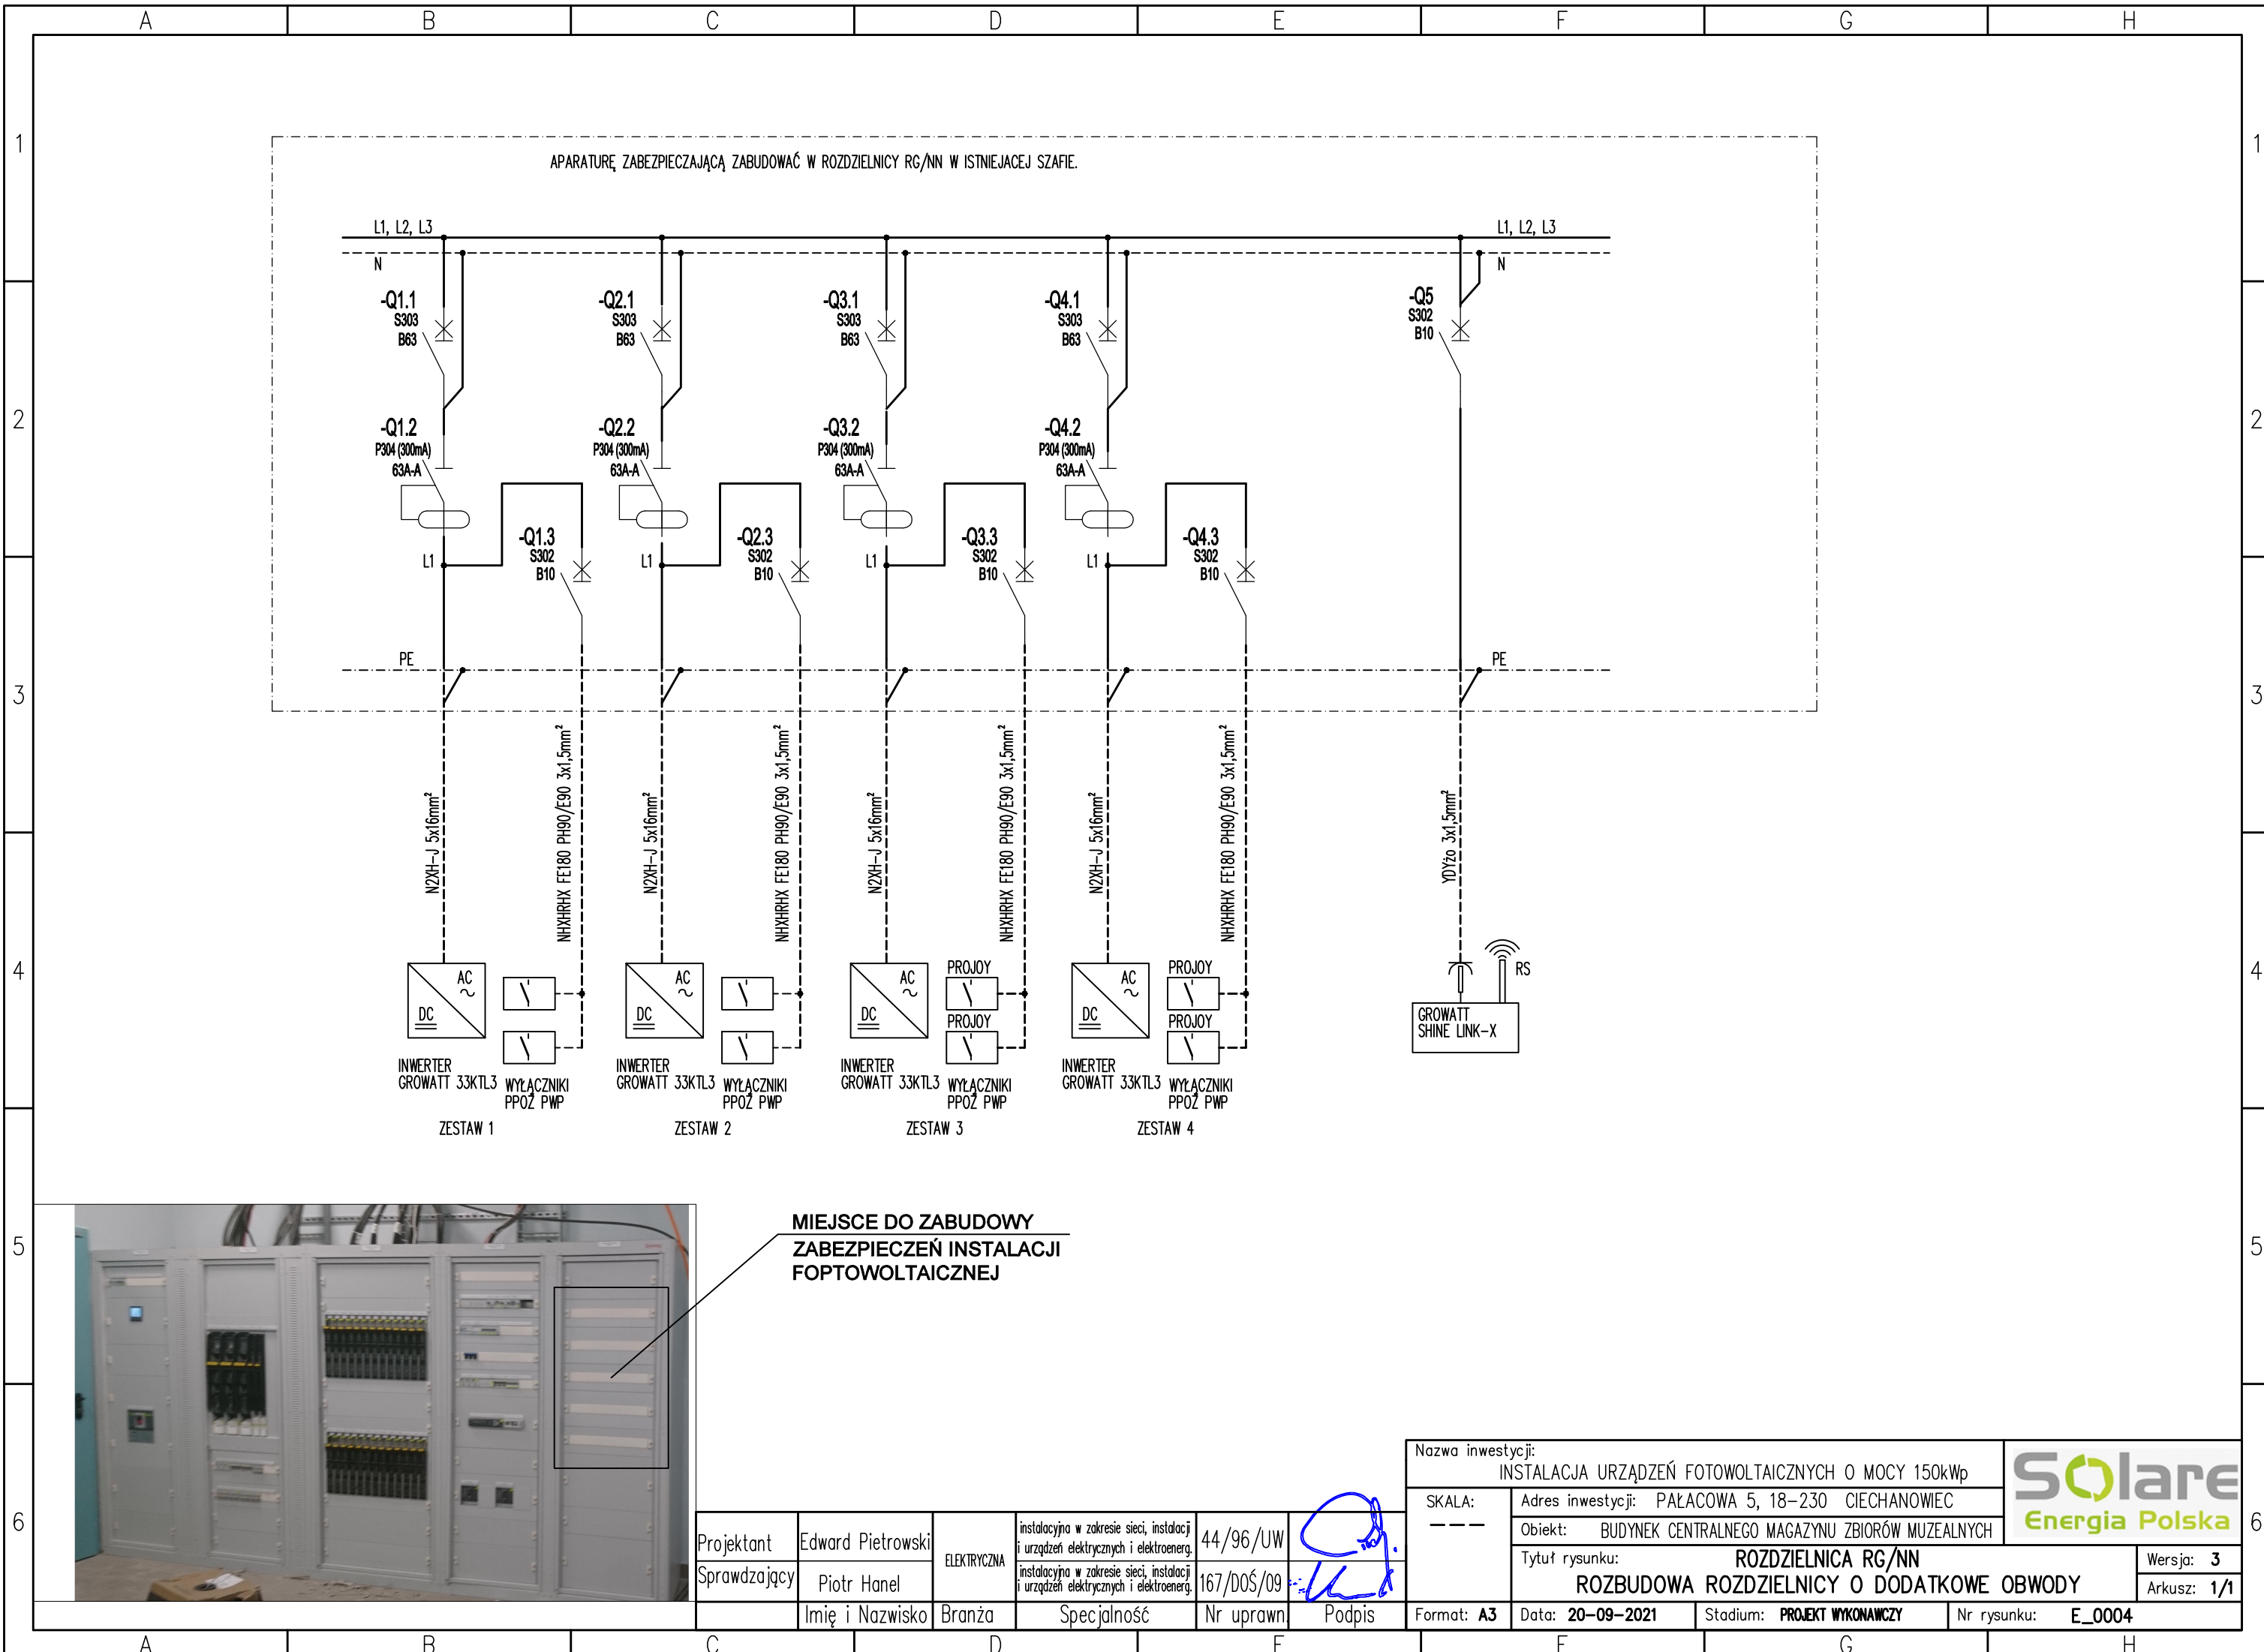 A B C D E F G H
1 1
APARATURĘ ZABEZPIECZAJĄCĄ ZABUDOWAĆ W ROZDZIELNICY RG/NN W ISTNIEJACEJ SZAFIE.
L1, L2, L3 L1, L2, L3
N N
-Q1.1 -Q2.1 -Q3.1 -Q4.1 -Q5
S303 S303 S303 S303 S302
B63 B63 B63 B63 B10
2 2
-Q1.2 -Q2.2 -Q3.2 -Q4.2
P304 (300mA) P304 (300mA) P304 (300mA) P304 (300mA)
63A-A 63A-A 63A-A 63A-A
-Q1.3 -Q2.3 -Q3.3 -Q4.3
S302 S302 S302 S302
L1 L1 L1 L1
B10 B10 B10 B10
PE PE
3 3
N2XH-J 5x16mm²
NHXHRHX FE180 PH90/E90 3x1,5mm²
N2XH-J 5x16mm²
NHXHRHX FE180 PH90/E90 3x1,5mm²
N2XH-J 5x16mm²
NHXHRHX FE180 PH90/E90 3x1,5mm²
N2XH-J 5x16mm²
NHXHRHX FE180 PH90/E90 3x1,5mm²
YDYżo 3x1,5mm²
4 4
PROJOY PROJOY
AC AC AC AC RS
DC DC DC DC
PROJOY PROJOY
GROWATT
SHINE LINK-X
INWERTER INWERTER INWERTER INWERTER
GROWATT 33KTL3 GROWATT 33KTL3 GROWATT 33KTL3 GROWATT 33KTL3
WYŁĄCZNIKI WYŁĄCZNIKI WYŁĄCZNIKI WYŁĄCZNIKI
PPOŻ PWP PPOŻ PWP PPOŻ PWP PPOŻ PWP
ZESTAW 1 ZESTAW 2 ZESTAW 3 ZESTAW 4
5 5
MIEJSCE DO ZABUDOWY
ZABEZPIECZEŃ INSTALACJI
FOPTOWOLTAICZNEJ
6 6
Projektant Edward Pietrowski ELEKTRYCZNA instalacyjna w zakresie sieci, instalacji
i urządzeń elektrycznych i elektroenerg. 44/96/UW
Sprawdzający Piotr Hanel instalacyjna w zakresie sieci, instalacji
i urządzeń elektrycznych i elektroenerg. 167/DOŚ/09
Imię i Nazwisko Branża Specjalność Nr uprawn. Podpis
Nazwa inwestycji:
INSTALACJA URZĄDZEŃ FOTOWOLTAICZNYCH O MOCY 150kWp
SKALA: Adres inwestycji: PAŁACOWA 5, 18-230 CIECHANOWIEC
Obiekt: BUDYNEK CENTRALNEGO MAGAZYNU ZBIORÓW MUZEALNYCH
Solare
Energia Polska
Tytuł rysunku: ROZDZIELNICA RG/NN
ROZBUDOWA ROZDZIELNICY O DODATKOWE OBWODY
Wersja: 3
Arkusz: 1/1
Format: A3 Data: 20-09-2021 Stadium: PROJEKT WYKONAWCZY Nr rysunku: E_0004
A B C D E F G H